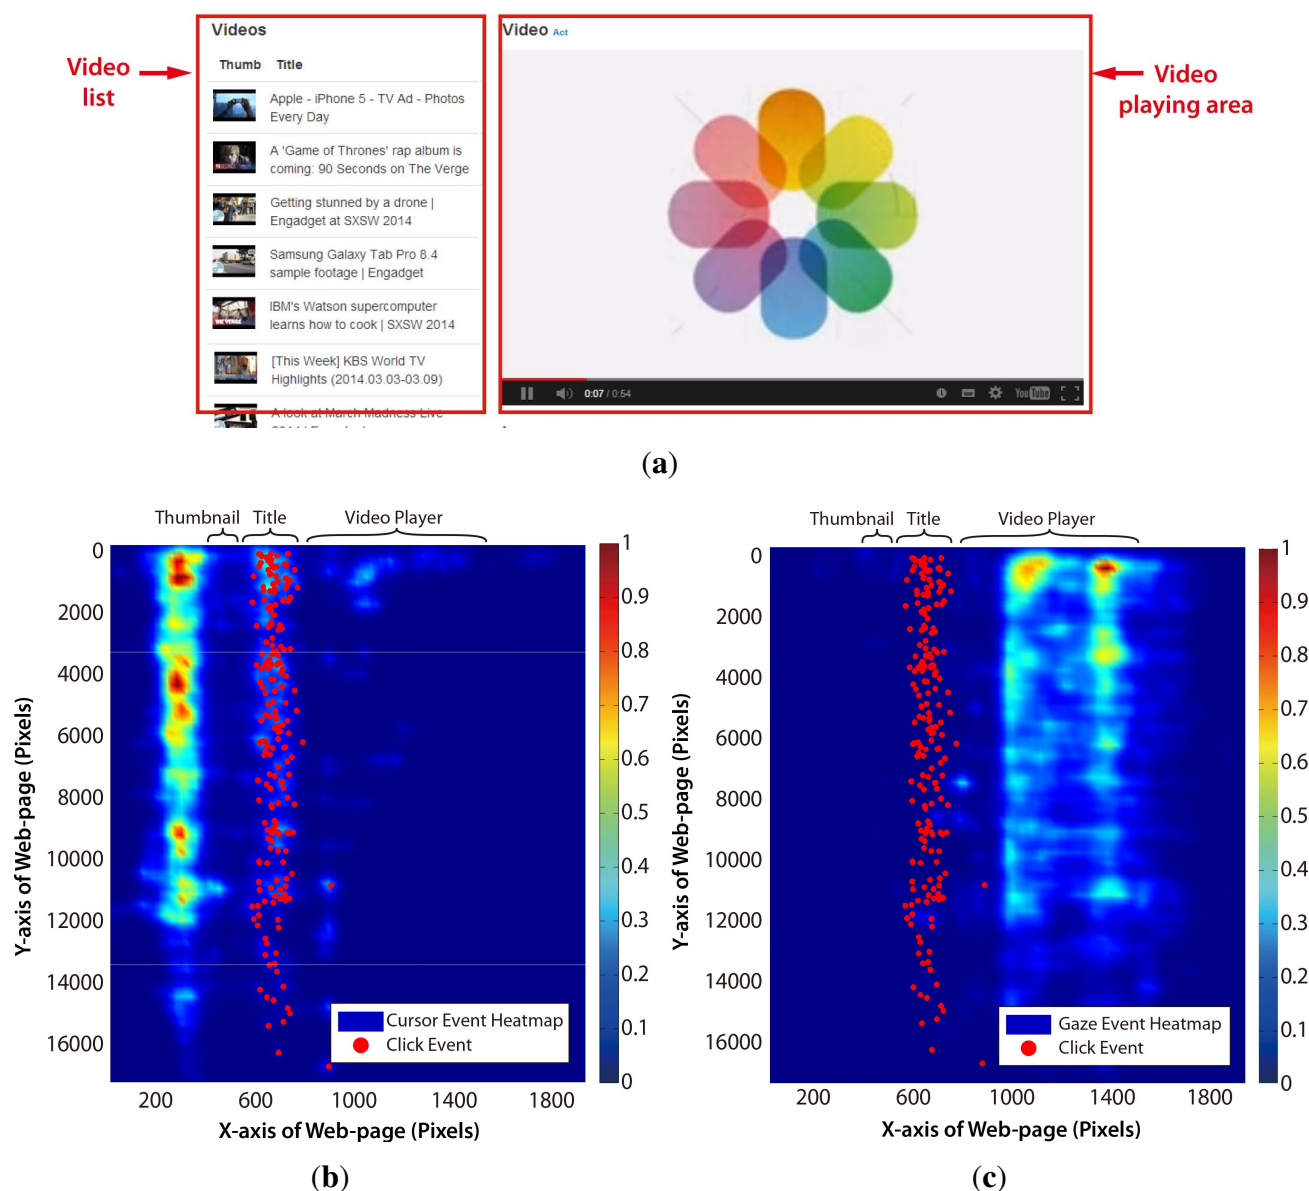 Videos
Thumb Title
Apple - iPhone 5 - TV Ad - Photos
Every Day
A 'Game of Thrones' rap album is
coming: 90 Seconds on The Verge
Getting stunned by a drone |
Engadget at SXSW 2014
Samsung Galaxy Tab Pro 8.4
sample footage | Engadget
IBM's Watson supercomputer
learns how to cook | SXSW 2014
[This Week] KBS World TV
Highlights (2014.03.03-03.09)
A look at March Madness Live
Video
list
Video Act
0:07 / 0:54
YouTube
Video
playing area
(a)
Thumbnail Title Video Player
0
2000
4000
6000
8000
10000
12000
14000
16000
Y-axis of Web-page (Pixels)
200 600 1000 1400 1800
X-axis of Web-page (Pixels)
Cursor Event Heatmap
Click Event
1
0.9
0.8
0.7
0.6
0.5
0.4
0.3
0.2
0.1
0
(b)
Thumbnail Title Video Player
0
2000
4000
6000
8000
10000
12000
14000
16000
Y-axis of Web-page (Pixels)
200 600 1000 1400 1800
X-axis of Web-page (Pixels)
Gaze Event Heatmap
Click Event
1
0.9
0.8
0.7
0.6
0.5
0.4
0.3
0.2
0.1
0
(c)